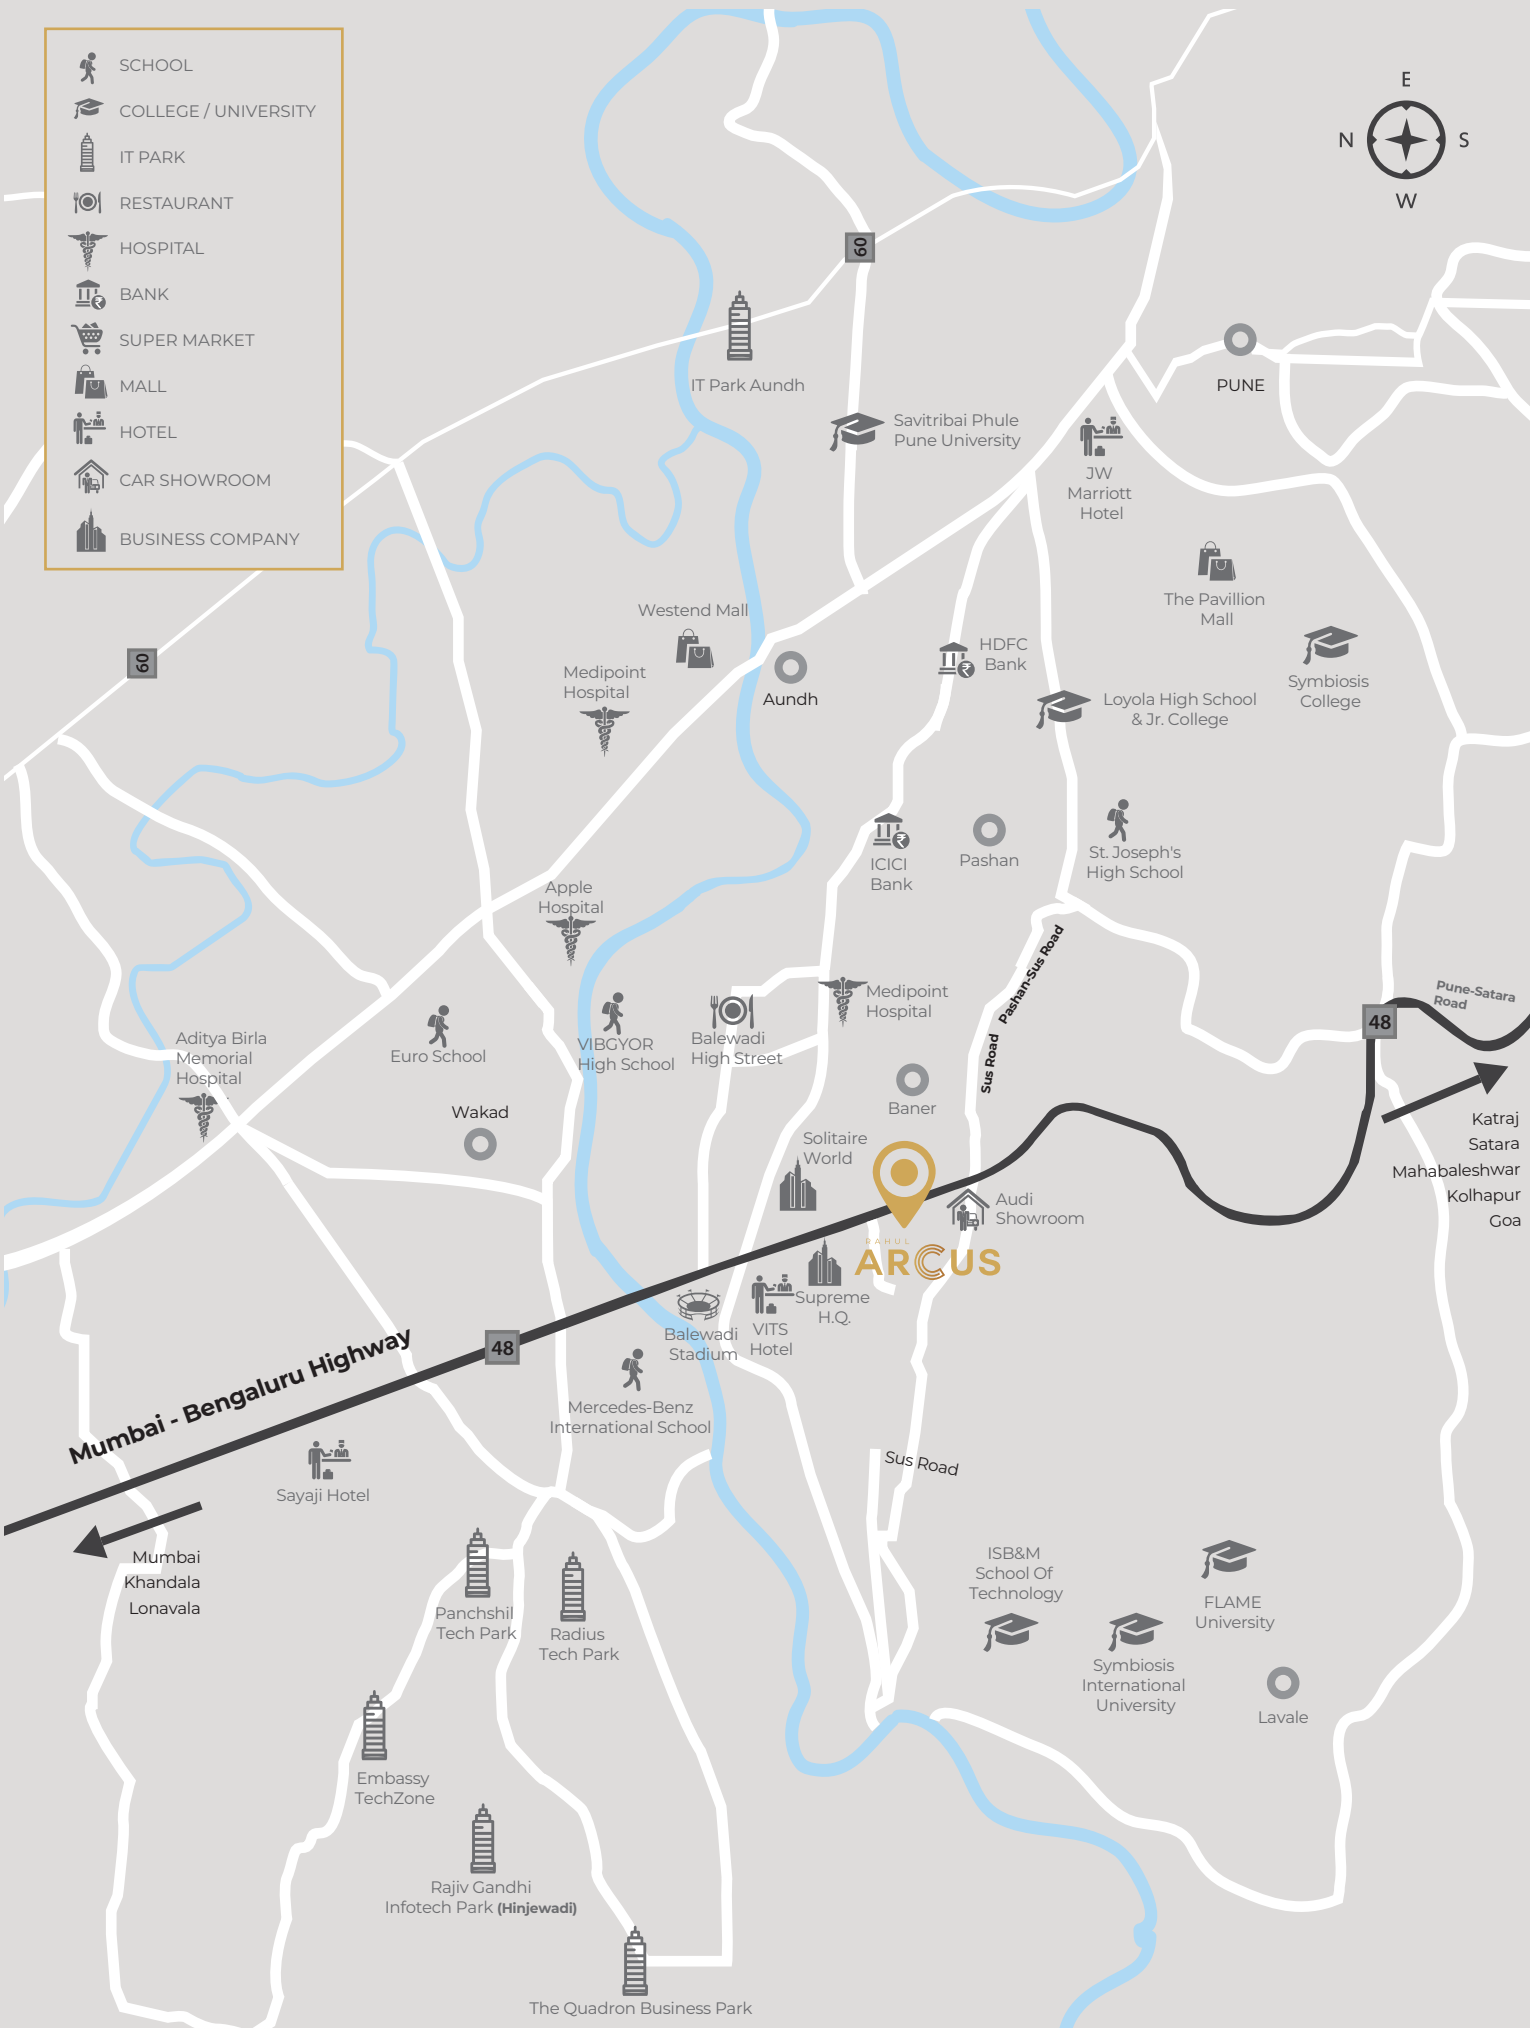 SCHOOL
COLLEGE / UNIVERSITY
IT PARK
RESTAURANT
HOSPITAL
BANK
SUPER MARKET
MALL
HOTEL
CAR SHOWROOM
BUSINESS COMPANY
E
N
S
W
60
IT Park Aundh
PUNE
Savitribai Phule
Pune University
JW
Marriott
Hotel
The Pavillion
Mall
Westend Mall
60
Medipoint
Hospital
Aundh
HDFC
Bank
Symbiosis
College
Loyola High School
& Jr. College
ICICI
Bank
Pashan
St. Joseph's
High School
Apple
Hospital
Pashan-Sus Road
Sus Road
Pune-Satara
Road
48
Medipoint
Hospital
Aditya Birla
Memorial
Hospital
Euro School
VIBGYOR
High School
Balewadi
High Street
Baner
Wakad
Solitaire
World
Katraj
Satara
Mahabaleshwar
Kolhapur
Goa
Audi
Showroom
RAHUL
ARCUS
Supreme
H.Q.
VITS
Hotel
Balewadi
Stadium
Mumbai - Bengaluru Highway
48
Mercedes-Benz
International School
Sus Road
Sayaji Hotel
Mumbai
Khandala
Lonavala
Panchshil
Tech Park
Radius
Tech Park
ISB&M
School Of
Technology
FLAME
University
Symbiosis
International
University
Lavale
Embassy
TechZone
Rajiv Gandhi
Infotech Park (Hinjewadi)
The Quadron Business Park